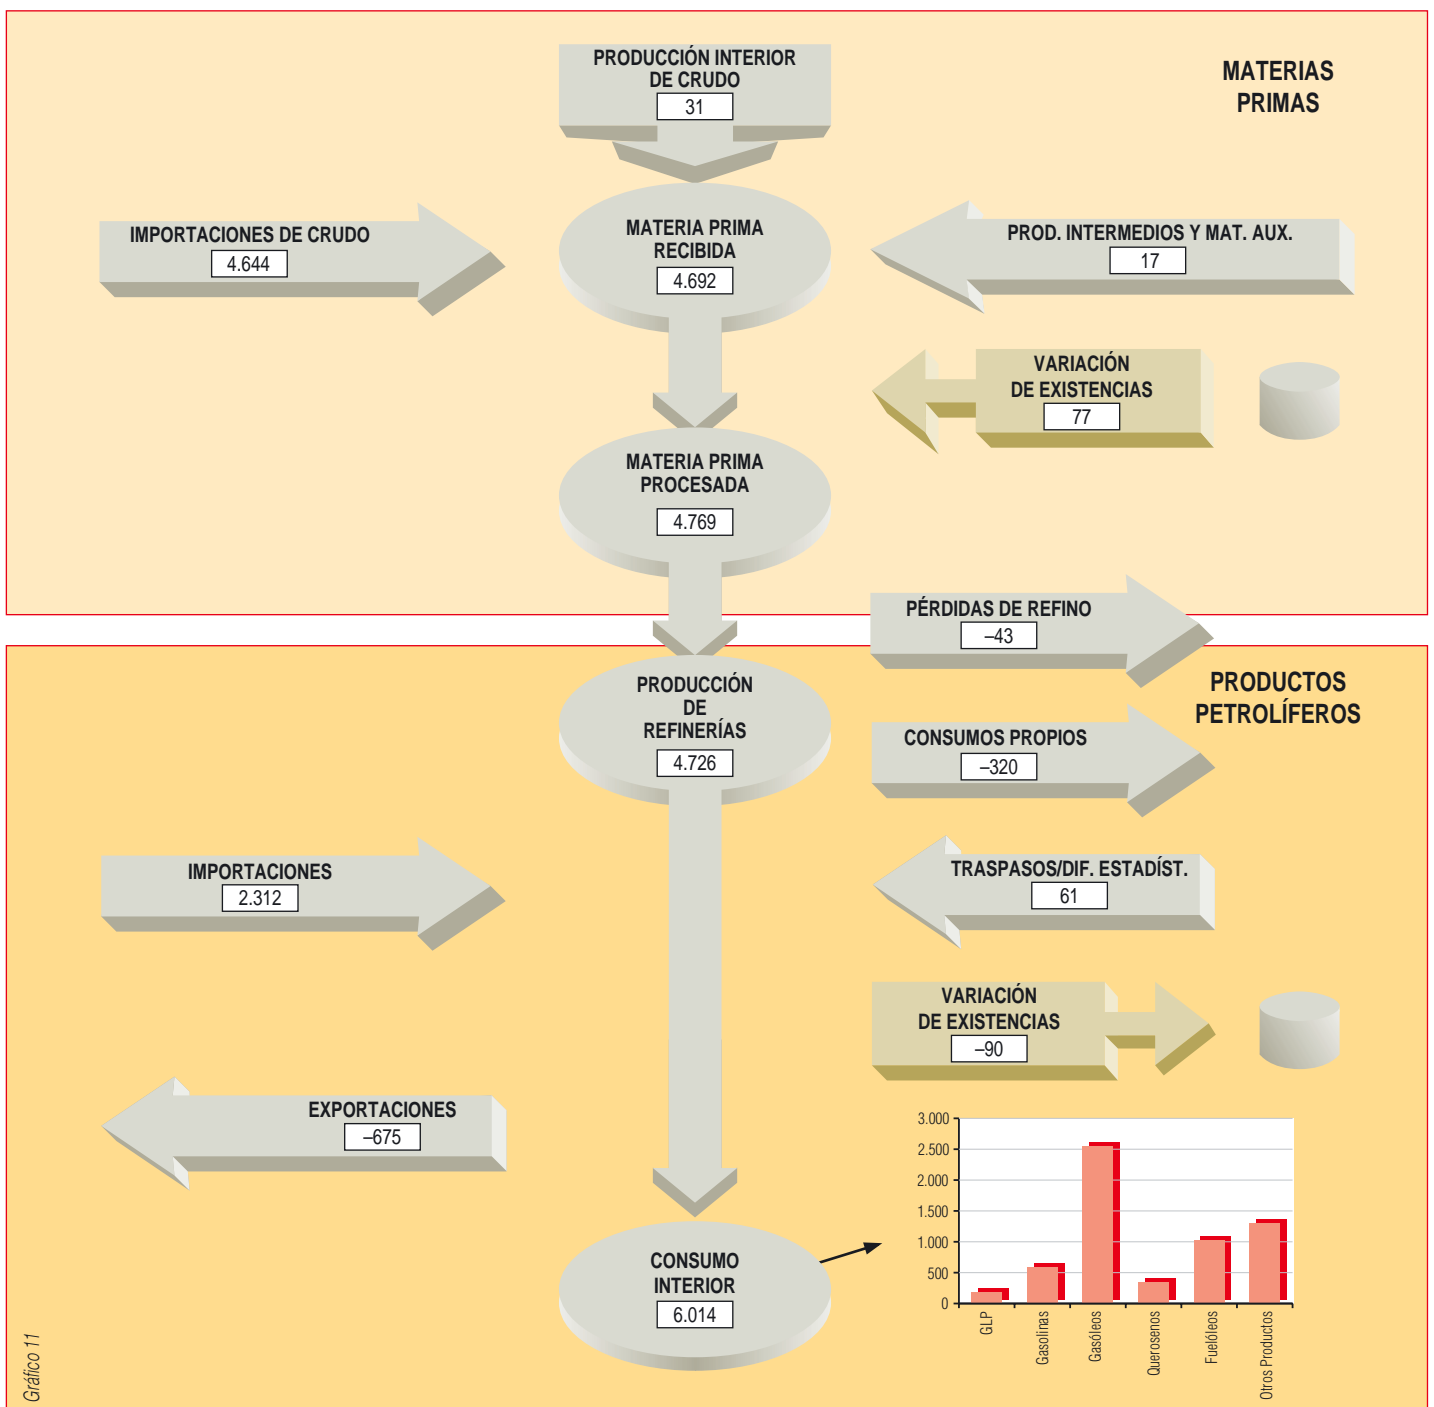 MATERIAS
PRIMAS
PRODUCCIÓN INTERIOR
DE CRUDO
31
IMPORTACIONES DE CRUDO
4.644
MATERIA PRIMA
RECIBIDA
4.692
PROD. INTERMEDIOS Y MAT. AUX.
17
VARIACIÓN
DE EXISTENCIAS
77
MATERIA PRIMA
PROCESADA
4.769
PÉRDIDAS DE REFINO
–43
PRODUCTOS
PETROLÍFEROS
PRODUCCIÓN
DE
REFINERÍAS
4.726
CONSUMOS PROPIOS
–320
IMPORTACIONES
2.312
TRASPASOS/DIF. ESTADÍST.
61
VARIACIÓN
DE EXISTENCIAS
–90
EXPORTACIONES
–675
CONSUMO
INTERIOR
6.014
3.000
2.500
2.000
1.500
1.000
500
0
GLP
Gasolinas
Gasóleos
Querosenos
Fuelóleos
Otros Productos
Gráfico 11